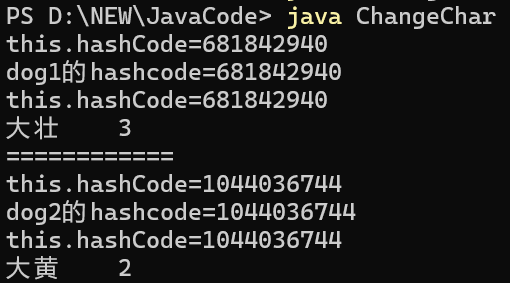 PS D:\NEW\JavaCode> java ChangeChar
this.hashCode=681842940
dog1的hashcode=681842940
this.hashCode=681842940
大壮    3
============
this.hashCode=1044036744
dog2的hashcode=1044036744
this.hashCode=1044036744
大黄    2